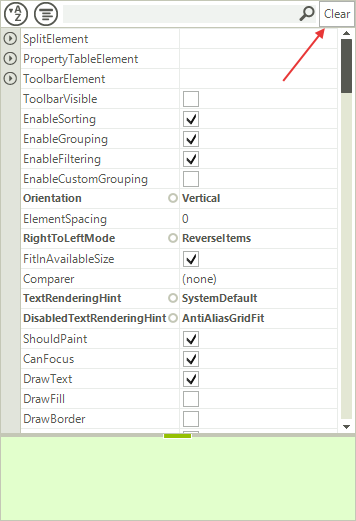 A Z Clear
SplitElement
PropertyTableElement
ToolbarElement
ToolbarVisible
EnableSorting
EnableGrouping
EnableFiltering
EnableCustomGrouping
Orientation Vertical
ElementSpacing 0
RightToLeftMode ReverseItems
FitInAvailableSize
Comparer (none)
TextRenderingHint SystemDefault
DisabledTextRenderingHint AntiAliasGridFit
ShouldPaint
CanFocus
DrawText
DrawFill
DrawBorder